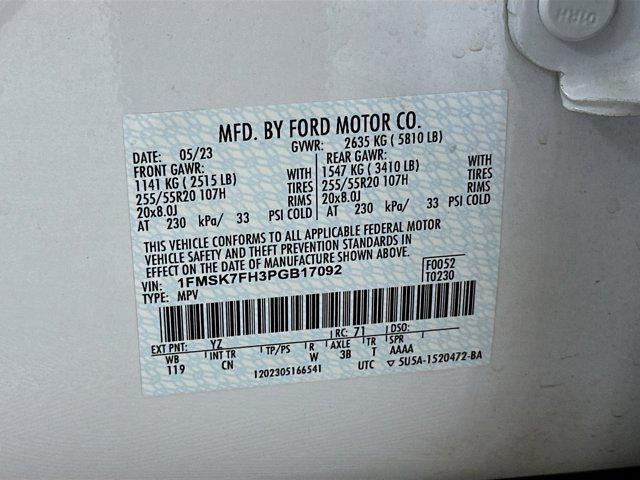 01RH
MFD. BY FORD MOTOR CO.
DATE: 05/23 GVWR: 2635 KG ( 5810 LB)
FRONT GAWR: REAR GAWR:
1141 KG ( 2515 LB) WITH 1547 KG ( 3410 LB) WITH
255/55R20 107H TIRES 255/55R20 107H TIRES
20x8.0J RIMS 20x8.0J RIMS
AT 230 kPa/ 33 PSI COLD AT 230 kPa/ 33 PSI COLD
THIS VEHICLE CONFORMS TO ALL APPLICABLE FEDERAL MOTOR
VEHICLE SAFETY AND THEFT PREVENTION STANDARDS IN
EFFECT ON THE DATE OF MANUFACTURE SHOWN ABOVE.
VIN: 1FMSK7FH3PGB17092 F0052
TYPE: MPV T0230
EXT PNT: YZ RC: 71 DSO:
WB INT TR TP/PS R AXLE TR SPR
119 CN W 3B T AAAA
1202305166541 UTC ▽ 5U5A-1520472-BA